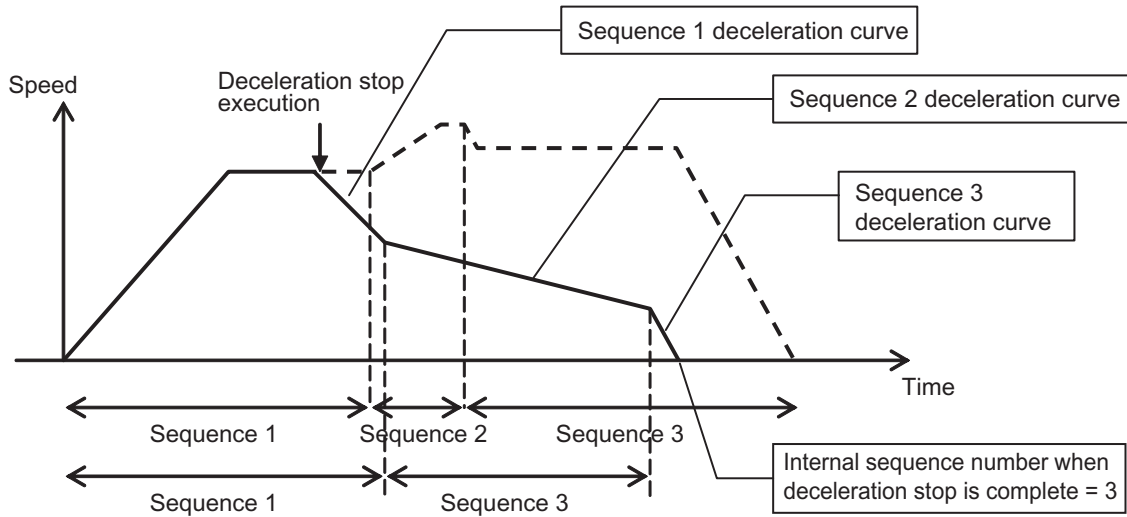 Sequence 1 deceleration curve
Deceleration stop
execution
Speed
Sequence 2 deceleration curve
Sequence 3
deceleration curve
Time
Sequence 1
Sequence 2
Sequence 3
Internal sequence number when
deceleration stop is complete = 3
Sequence 1
Sequence 3